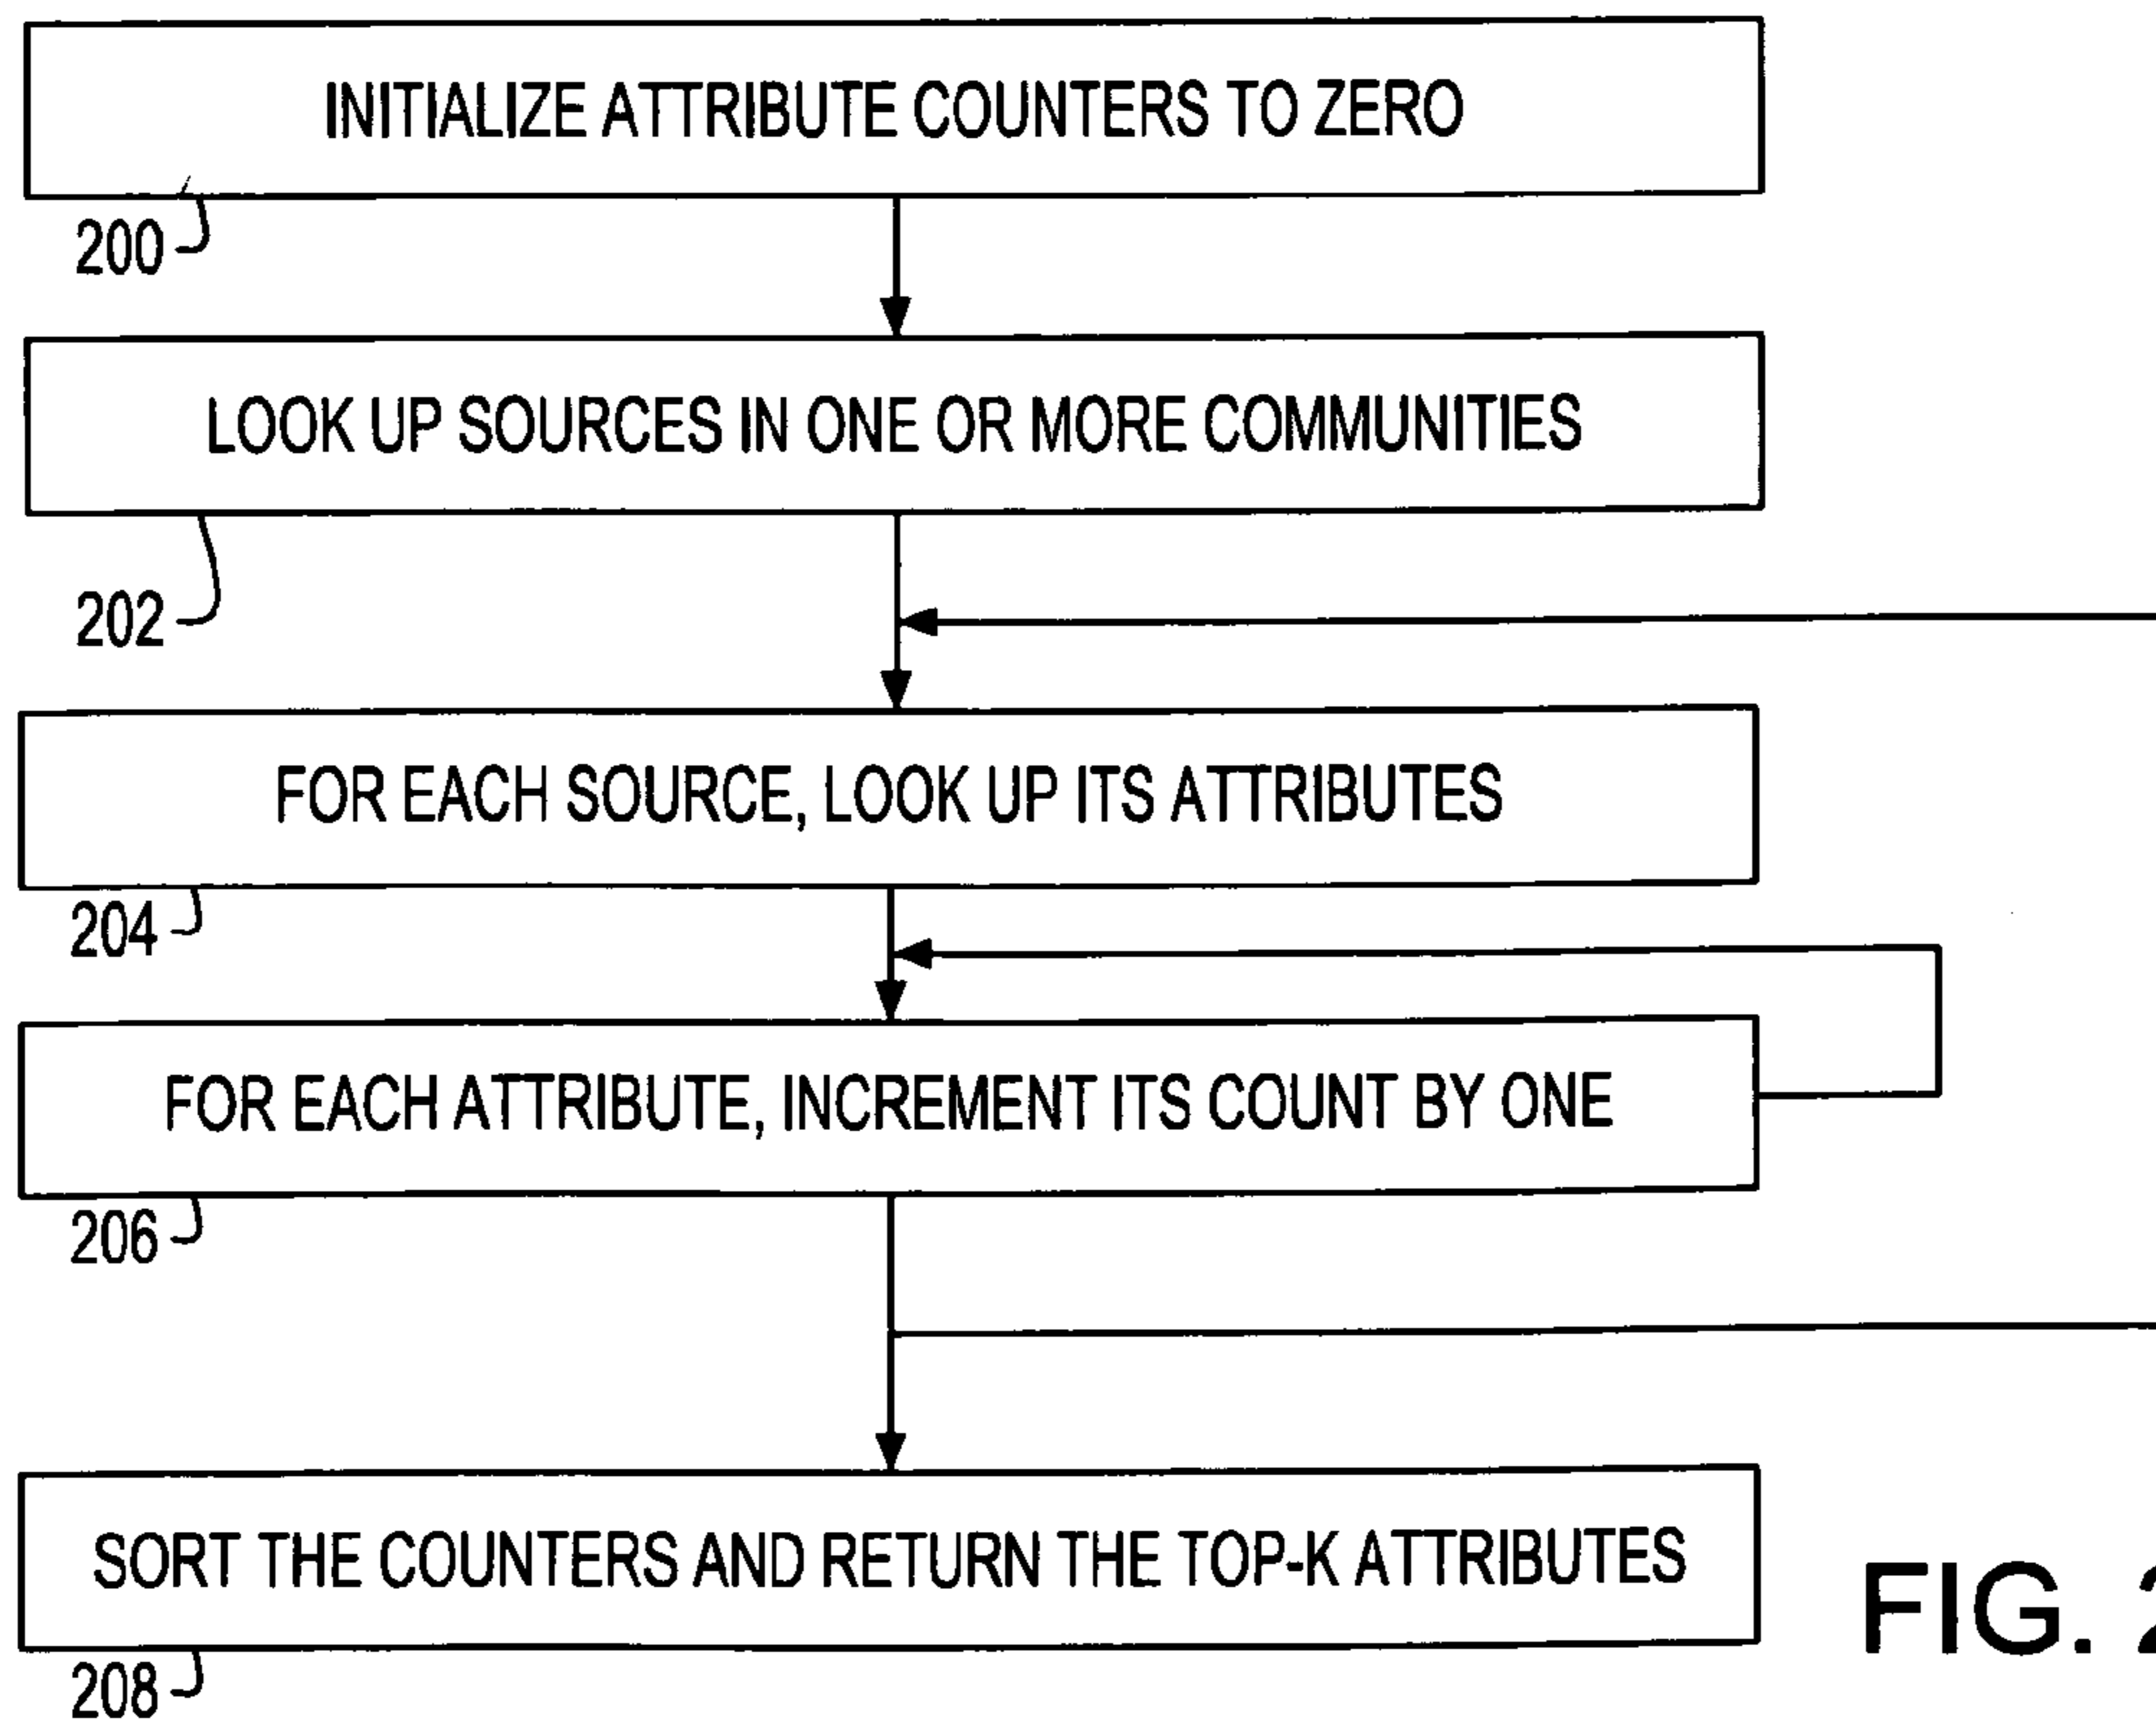 INITIALIZE ATTRIBUTE COUNTERS TO ZERO
200
LOOK UP SOURCES IN ONE OR MORE COMMUNITIES
202
FOR EACH SOURCE, LOOK UP ITS ATTRIBUTES
204
FOR EACH ATTRIBUTE, INCREMENT ITS COUNT BY ONE
206
SORT THE COUNTERS AND RETURN THE TOP-K ATTRIBUTES
208
FIG.